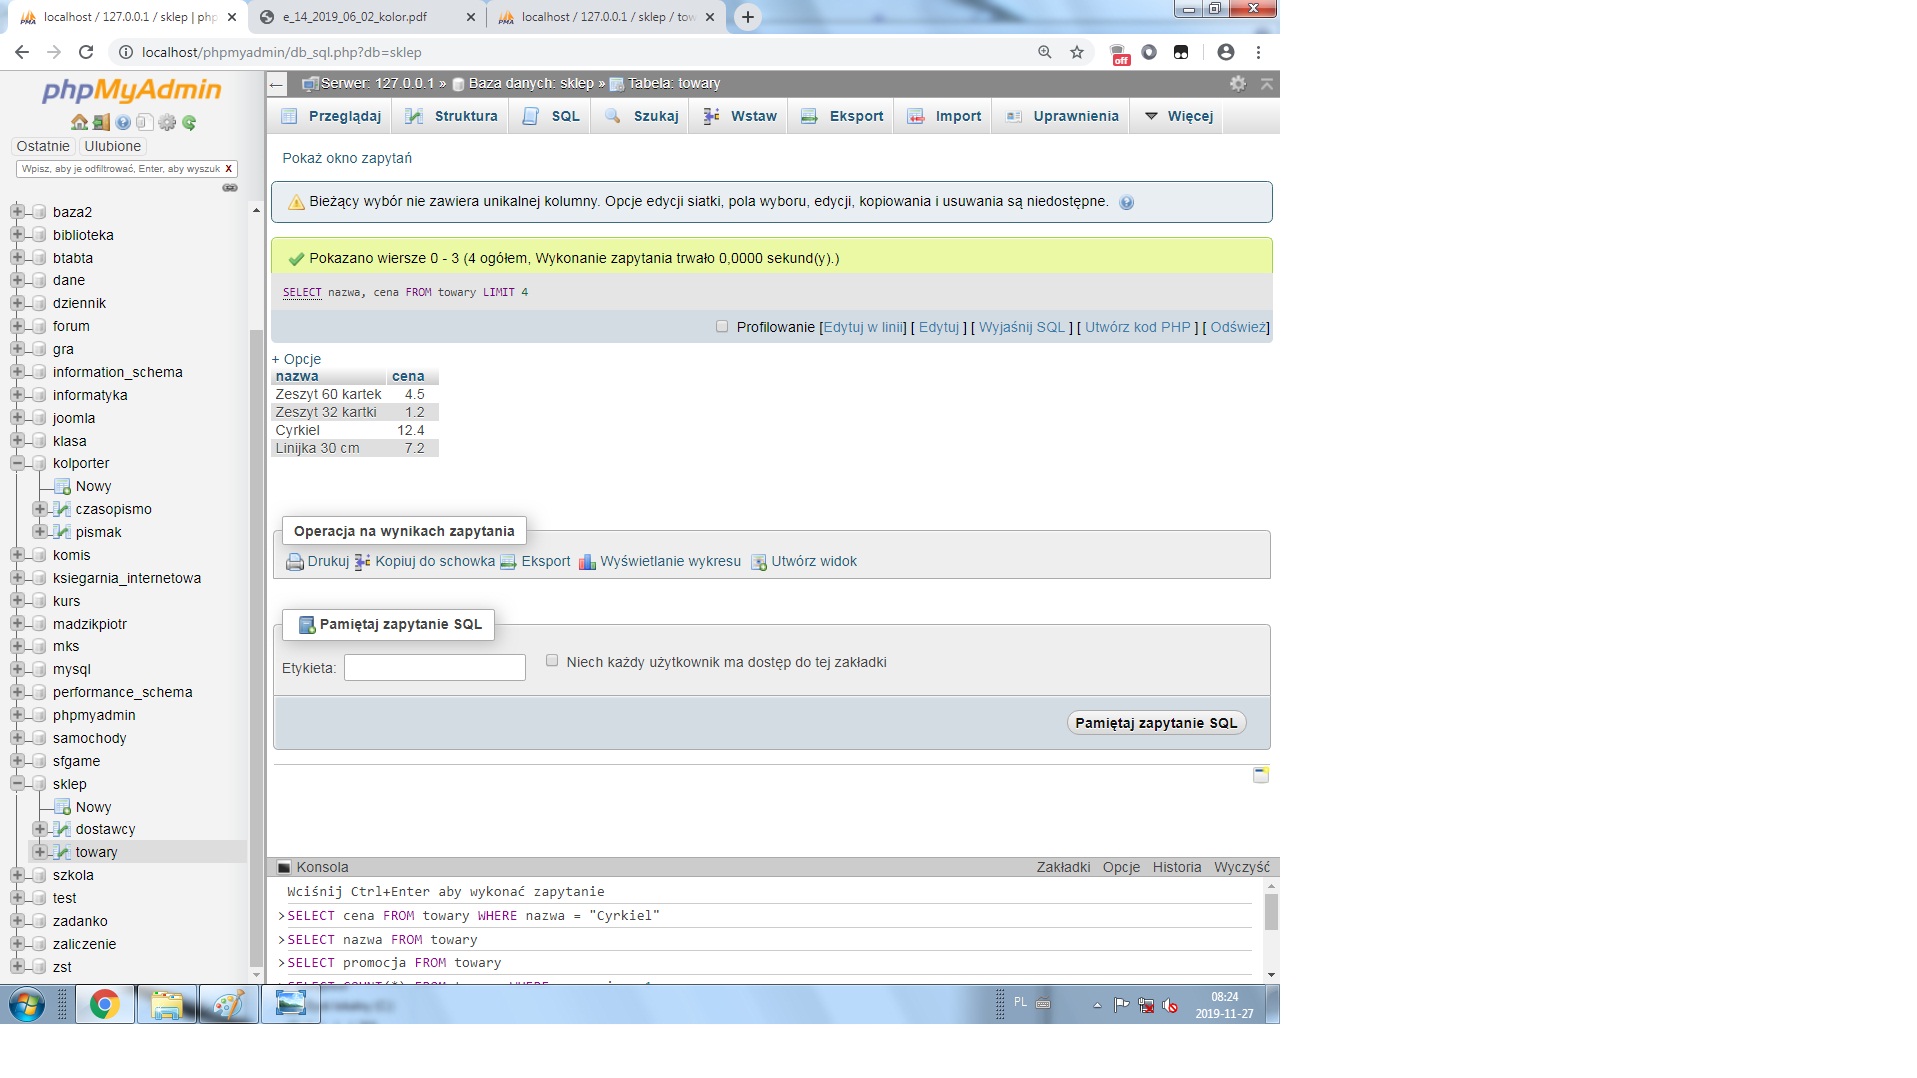 localhost / 127.0.0.1 / sklep | php
e_14_2019_06_02_kolor.pdf
localhost / 127.0.0.1 / sklep / tow
localhost/phpmyadmin/db_sql.php?db=sklep
off
phpMyAdmin
Ostatnie Ulubione
Wpisz, aby je odfiltrować, Enter, aby wyszuk X
baza2
biblioteka
btabta
dane
dziennik
forum
gra
information_schema
informatyka
joomla
klasa
kolporter
Nowy
czasopismo
pismak
komis
ksiegarnia_internetowa
kurs
madzikpiotr
mks
mysql
performance_schema
phpmyadmin
samochody
sfgame
sklep
Nowy
dostawcy
towary
szkola
test
zadanko
zaliczenie
zst
Serwer: 127.0.0.1 » Baza danych: sklep » Tabela: towary
Przeglądaj Struktura SQL Szukaj Wstaw Eksport Import Uprawnienia Więcej
Pokaż okno zapytań
Bieżący wybór nie zawiera unikalnej kolumny. Opcje edycji siatki, pola wyboru, edycji, kopiowania i usuwania są niedostępne.
Pokazano wiersze 0 - 3 (4 ogółem, Wykonanie zapytania trwało 0,0000 sekund(y).)
SELECT nazwa, cena FROM towary LIMIT 4
Profilowanie [Edytuj w linii] [ Edytuj ] [ Wyjaśnij SQL ] [ Utwórz kod PHP ] [ Odśwież]
+ Opcje
nazwa cena
Zeszyt 60 kartek 4.5
Zeszyt 32 kartki 1.2
Cyrkiel 12.4
Linijka 30 cm 7.2
Operacja na wynikach zapytania
Drukuj Kopiuj do schowka Eksport Wyświetlanie wykresu Utwórz widok
Pamiętaj zapytanie SQL
Etykieta: Niech każdy użytkownik ma dostęp do tej zakładki
Pamiętaj zapytanie SQL
Konsola Zakładki Opcje Historia Wyczyść
Wciśnij Ctrl+Enter aby wykonać zapytanie
>SELECT cena FROM towary WHERE nazwa = "Cyrkiel"
>SELECT nazwa FROM towary
>SELECT promocja FROM towary
PL
08:24
2019-11-27